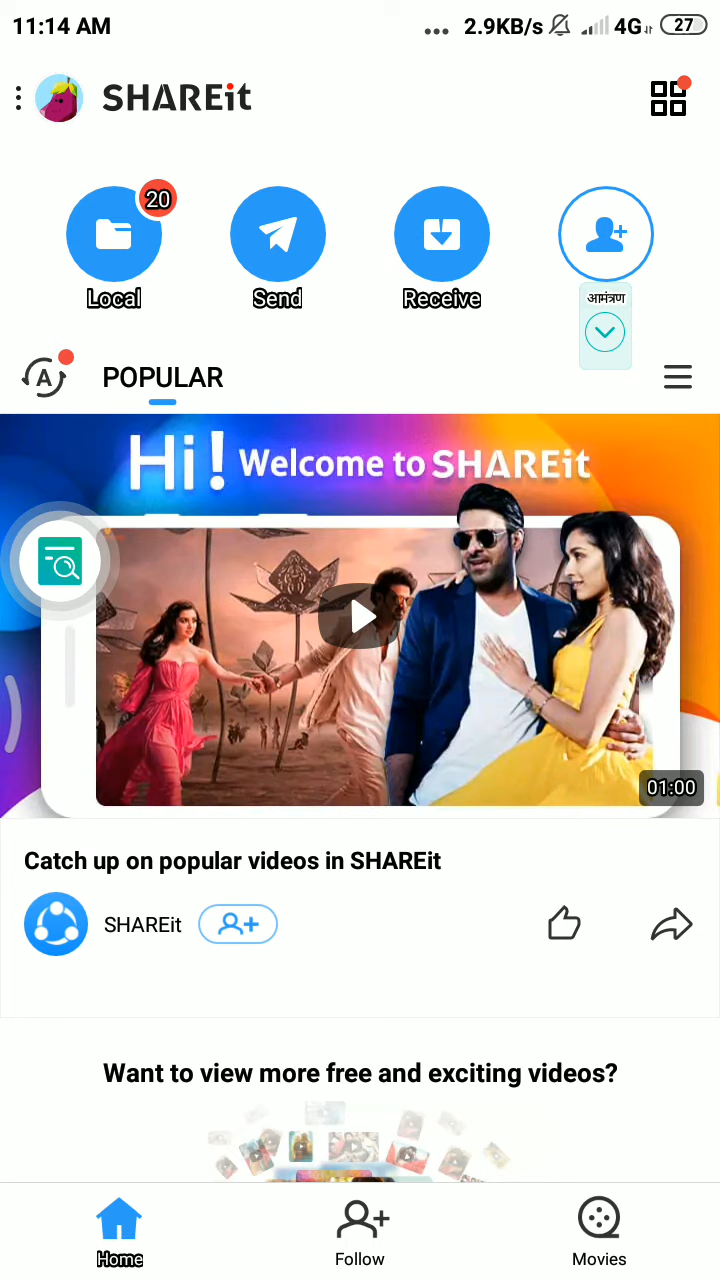 11:14 AM
... 2.9KB/s 4G 27
SHAREit
20
Local
Send
Receive
आमंत्रण
A
POPULAR
Hi! Welcome to SHAREit
01:00
Catch up on popular videos in SHAREit
SHAREit
Want to view more free and exciting videos?
Home
Follow
Movies